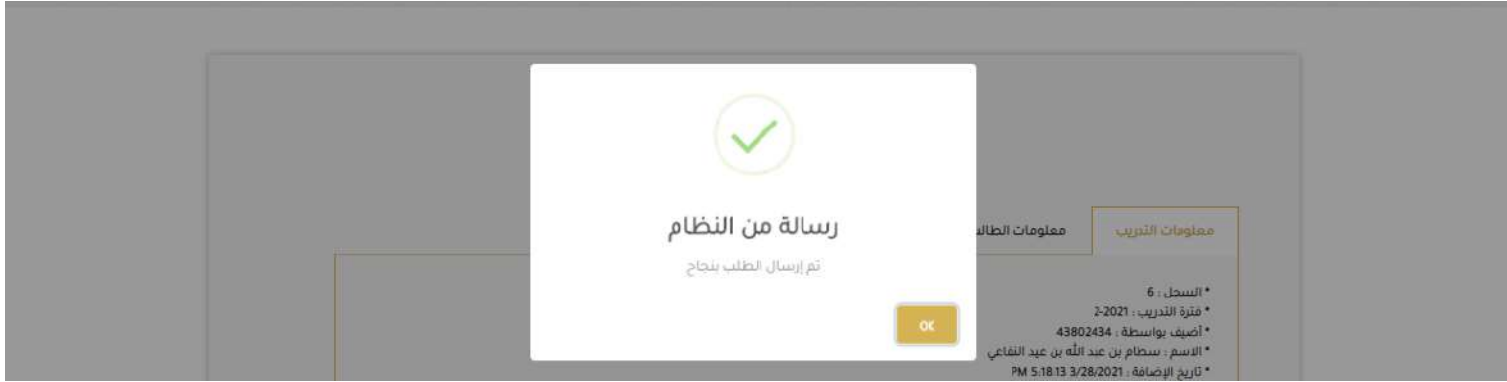 رسالة من النظام
تم إرسال الطلب بنجاح
OK
معلومات التدريب
معلومات الطالب
* السجل : 6
* فترة التدريب : 2021-2
* أضيف بواسطة : 43802434
* الاسم : سطام بن عبد الله بن عيد النفاعي
* تاريخ الإضافة : 3/28/2021 5:18:13 PM